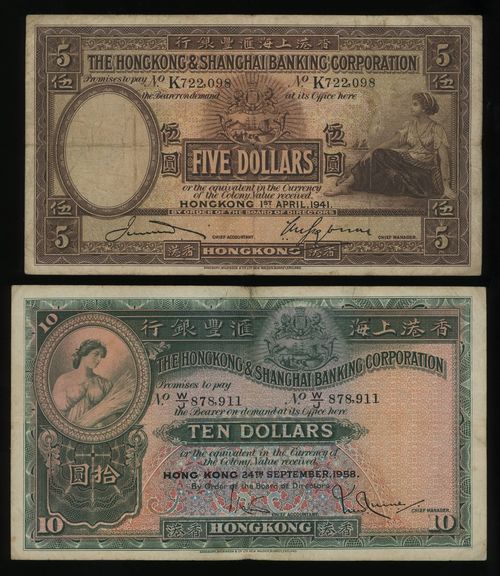 5 行銀豐滙海上港香 5
伍 THE HONGKONG & SHANGHAI BANKING CORPORATION 伍
Promises to pay No K722,098 No K722,098
the Bearer on demand at its Office here
伍 伍
圓 圓
FIVE DOLLARS
or the equivalent in the Currency
of the Colony, Value received.
HONGKONG 1ST APRIL, 1941.
BY ORDER OF THE BOARD OF DIRECTORS
伍 伍
CHIEF ACCOUNTANT. CHIEF MANAGER.
5 港香 HONGKONG 港香 5
10 行銀豐滙 海上港香
THE HONGKONG & SHANGHAI BANKING CORPORATION
Promises to pay
No W/J 878,911 No W/J 878,911
the Bearer on demand at its Office here
TEN DOLLARS
or the equivalent in the Currency of
the Colony, Value received.
圓拾
HONG KONG 24TH SEPTEMBER, 1958.
By Order of the Board of Directors
CHIEF ACCOUNTANT CHIEF MANAGER
10 港香 HONGKONG 港香 10